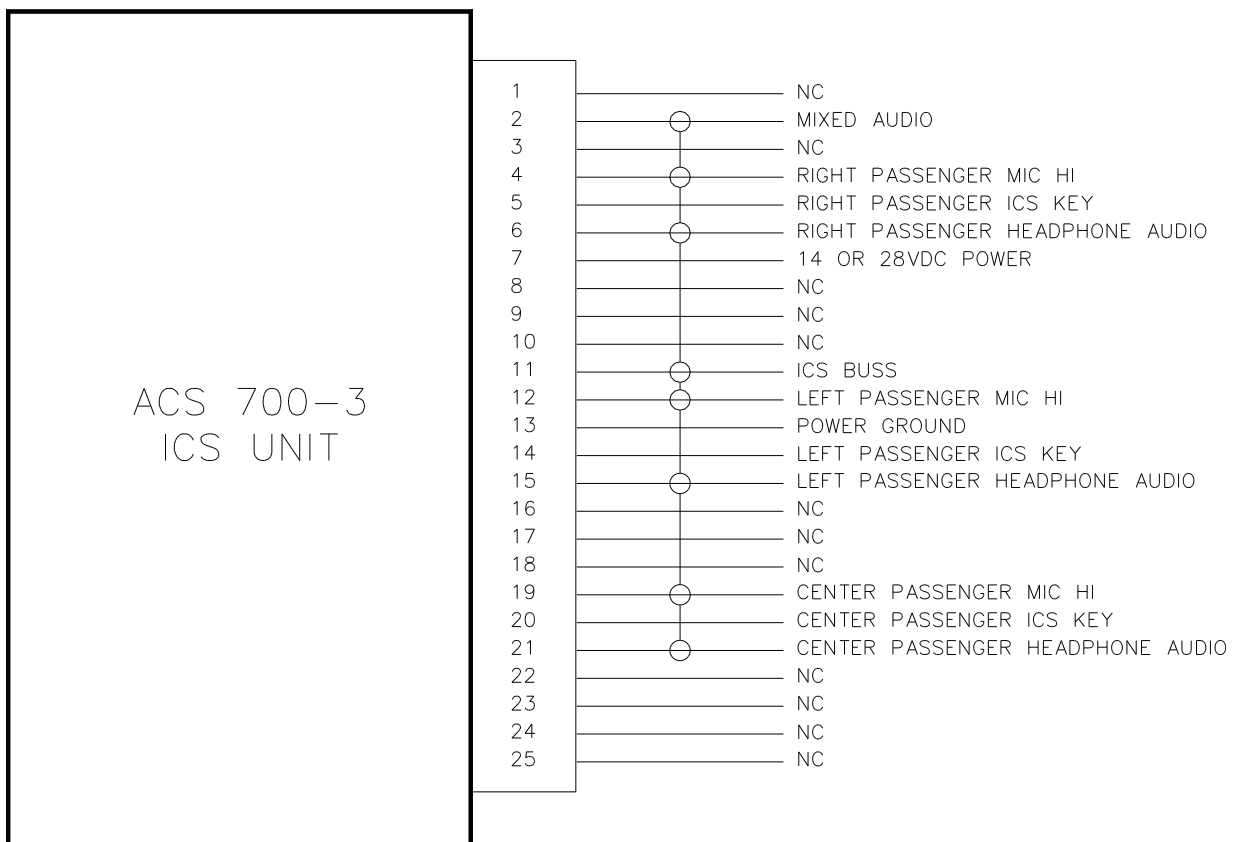 ACS 700-3
ICS UNIT
1 NC
2 MIXED AUDIO
3 NC
4 RIGHT PASSENGER MIC HI
5 RIGHT PASSENGER ICS KEY
6 RIGHT PASSENGER HEADPHONE AUDIO
7 14 OR 28VDC POWER
8 NC
9 NC
10 NC
11 ICS BUSS
12 LEFT PASSENGER MIC HI
13 POWER GROUND
14 LEFT PASSENGER ICS KEY
15 LEFT PASSENGER HEADPHONE AUDIO
16 NC
17 NC
18 NC
19 CENTER PASSENGER MIC HI
20 CENTER PASSENGER ICS KEY
21 CENTER PASSENGER HEADPHONE AUDIO
22 NC
23 NC
24 NC
25 NC